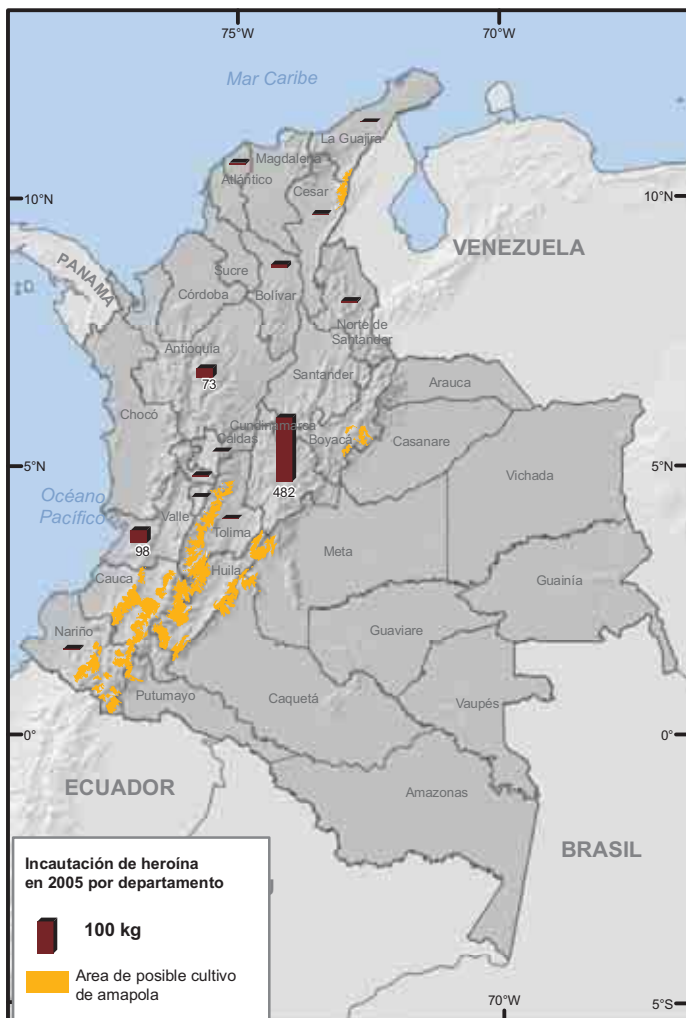 75°W
70°W
Mar Caribe
La Guajira
Magdalena
Atlántico
Cesar
10°N
10°N
VENEZUELA
PANAMA
Sucre
Córdoba
Bolívar
Norte de
Santander
Antioquia
73
Santander
Arauca
Chocó
Cundinamarca
Caldas
Boyacá
Casanare
5°N
5°N
482
Vichada
Océano
Pacífico
Valle
Tolima
98
Meta
Huila
Cauca
Guainía
Nariño
Guaviare
Putumayo
Caquetá
Vaupés
0°
0°
ECUADOR
Amazonas
BRASIL
Incautación de heroína
en 2005 por departamento
100 kg
Area de posible cultivo
de amapola
70°W
5°S